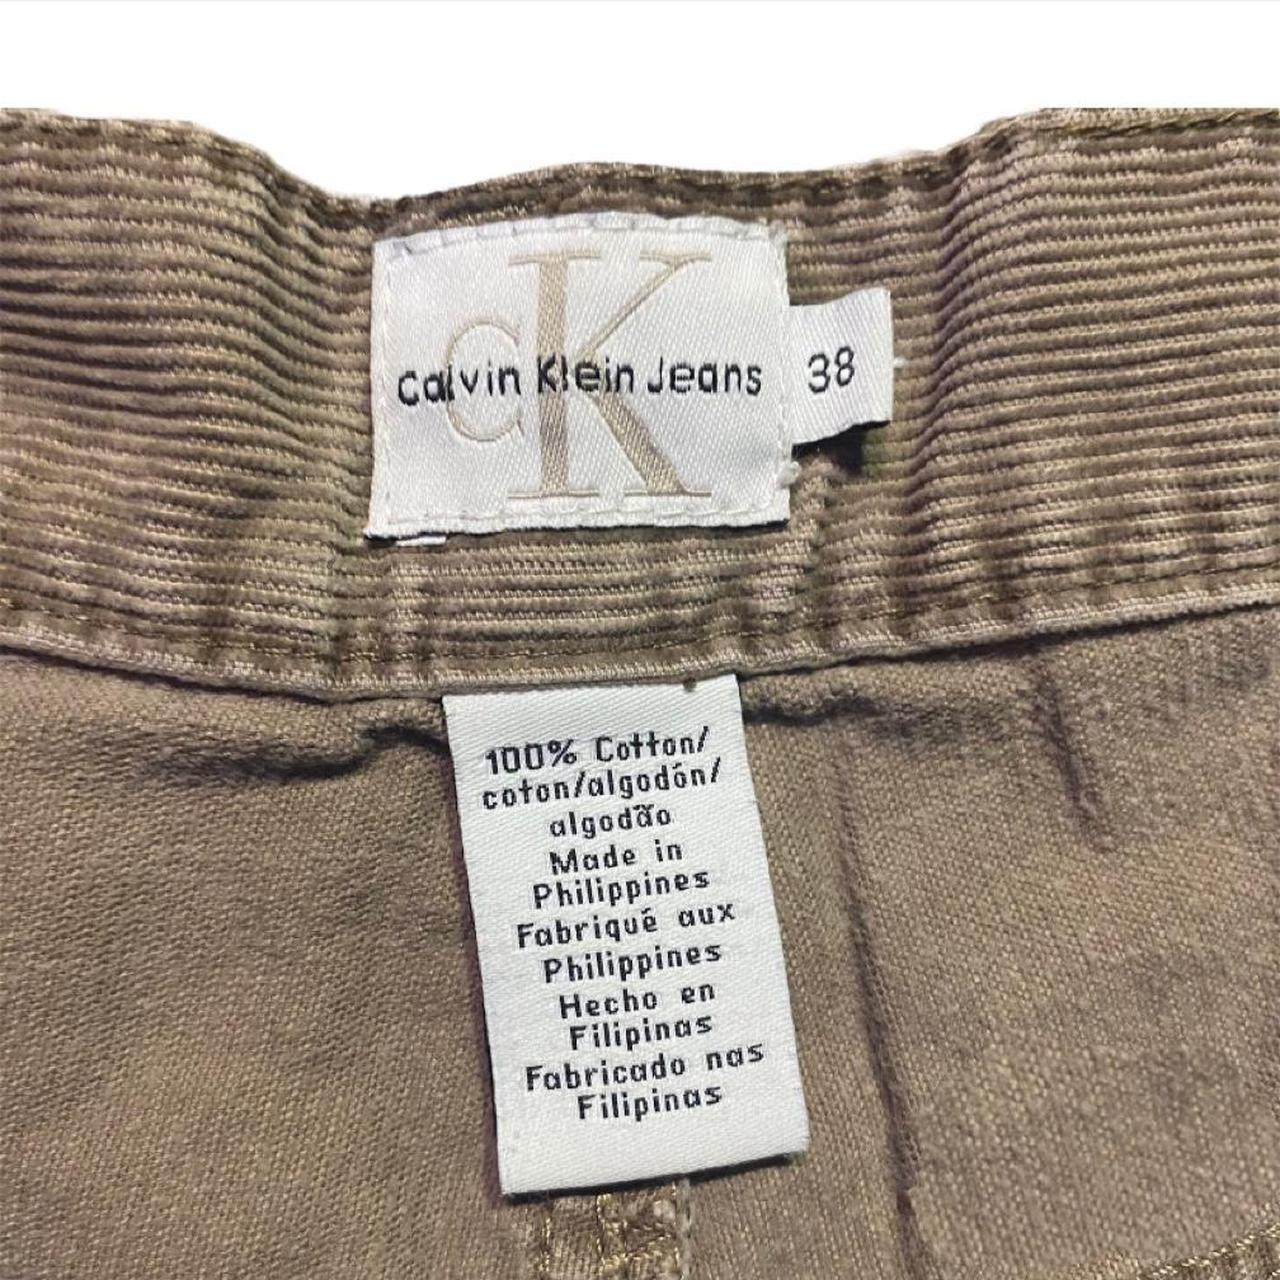 cK
Calvin Klein Jeans
38
100% Cotton/
coton/algodón/
algodão
Made in
Philippines
Fabriqué aux
Philippines
Hecho en
Filipinas
Fabricado nas
Filipinas